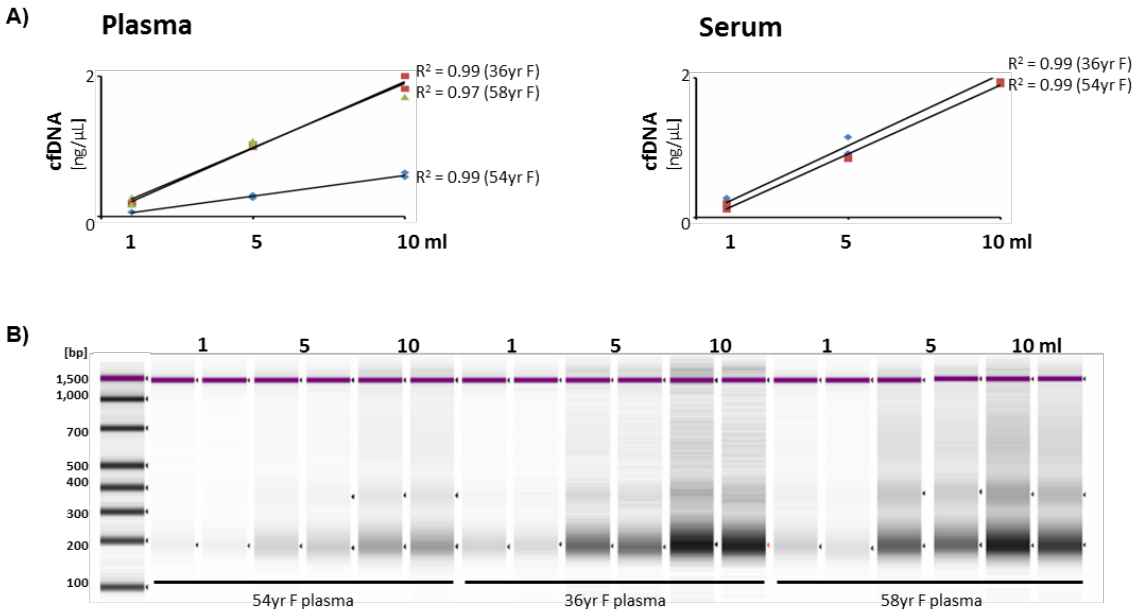 A)
Plasma
Serum
2
R² = 0.99 (36yr F)
R² = 0.97 (58yr F)
R² = 0.99 (54yr F)
cfDNA
[ng/µL]
0
1 5 10 ml
2
R² = 0.99 (36yr F)
R² = 0.99 (54yr F)
cfDNA
[ng/µL]
0
1 5 10 ml
B)
[bp] 1 5 10 1 5 10 1 5 10 ml
1,500
1,000
700
500
400
300
200
100
54yr F plasma 36yr F plasma 58yr F plasma